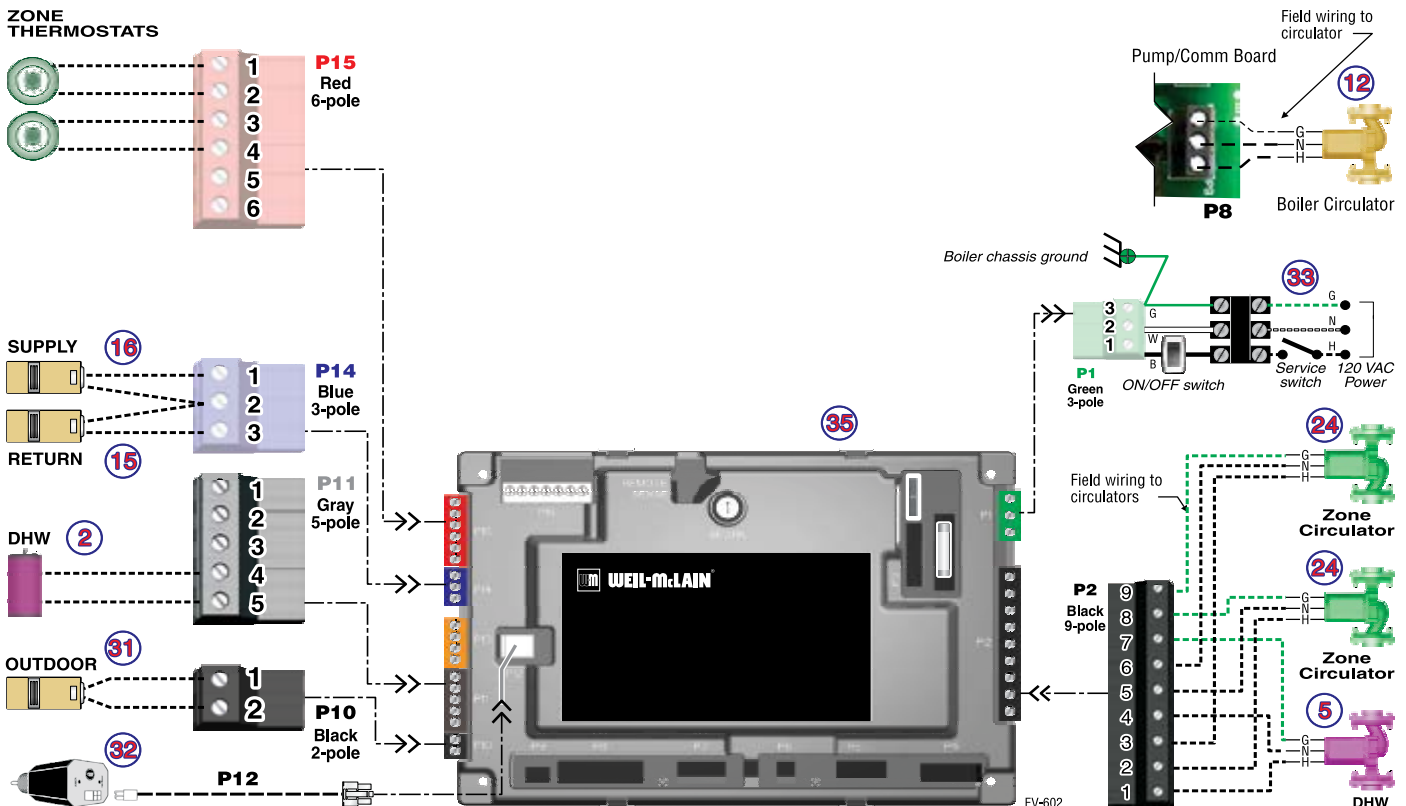 ZONE
THERMOSTATS
1
2
3
4
5
6
P15
Red
6-pole
Field wiring to
circulator
Pump/Comm Board
12
G
N
H
P8
Boiler Circulator
Boiler chassis ground
33
3
2
1
G
W
B
G
N
H
P1
Green
3-pole
ON/OFF switch
Service
switch
120 VAC
Power
SUPPLY
16
1
2
3
P14
Blue
3-pole
RETURN
15
35
1
2
3
4
5
P11
Gray
5-pole
DHW
2
OUTDOOR
31
1
2
P10
Black
2-pole
32
P12
WM WEIL-McLAIN
P1
P2
24
G
N
H
Field wiring to
circulators
Zone
Circulator
P2
Black
9-pole
9
8
7
6
5
4
3
2
1
24
G
N
H
Zone
Circulator
5
G
N
H
DHW
EV-602